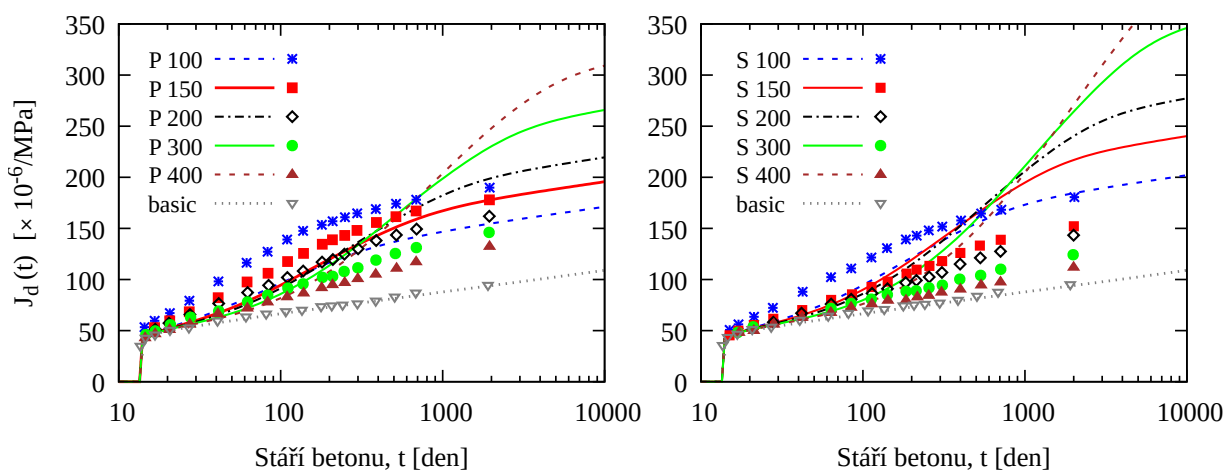 J_d (t) [× 10^-6/MPa]
350
300
250
200
150
100
50
0
P 100
P 150
P 200
P 300
P 400
basic
10 100 1000 10000
Stáří betonu, t [den]
350
300
250
200
150
100
50
0
S 100
S 150
S 200
S 300
S 400
basic
10 100 1000 10000
Stáří betonu, t [den]